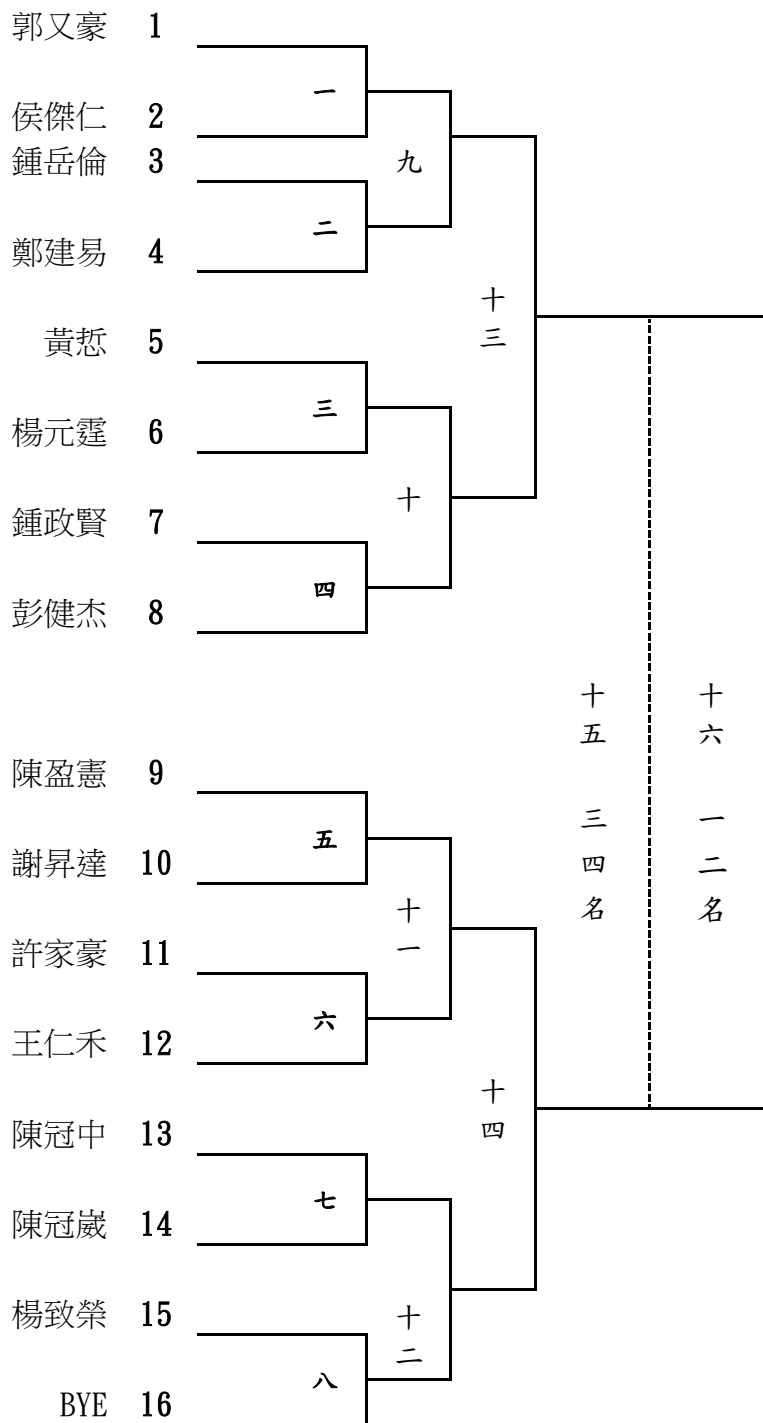 郭又豪 1
一
侯傑仁 2
鍾岳倫 3
九
二
鄭建易 4
十三
黃悊 5
三
楊元霆 6
十
鍾政賢 7
四
彭健杰 8
十五 三四名
十六 一二名
陳盈憲 9
五
謝昇達 10
十一
許家豪 11
六
王仁禾 12
十四
陳冠中 13
七
陳冠崴 14
楊致榮 15
十二
八
BYE 16